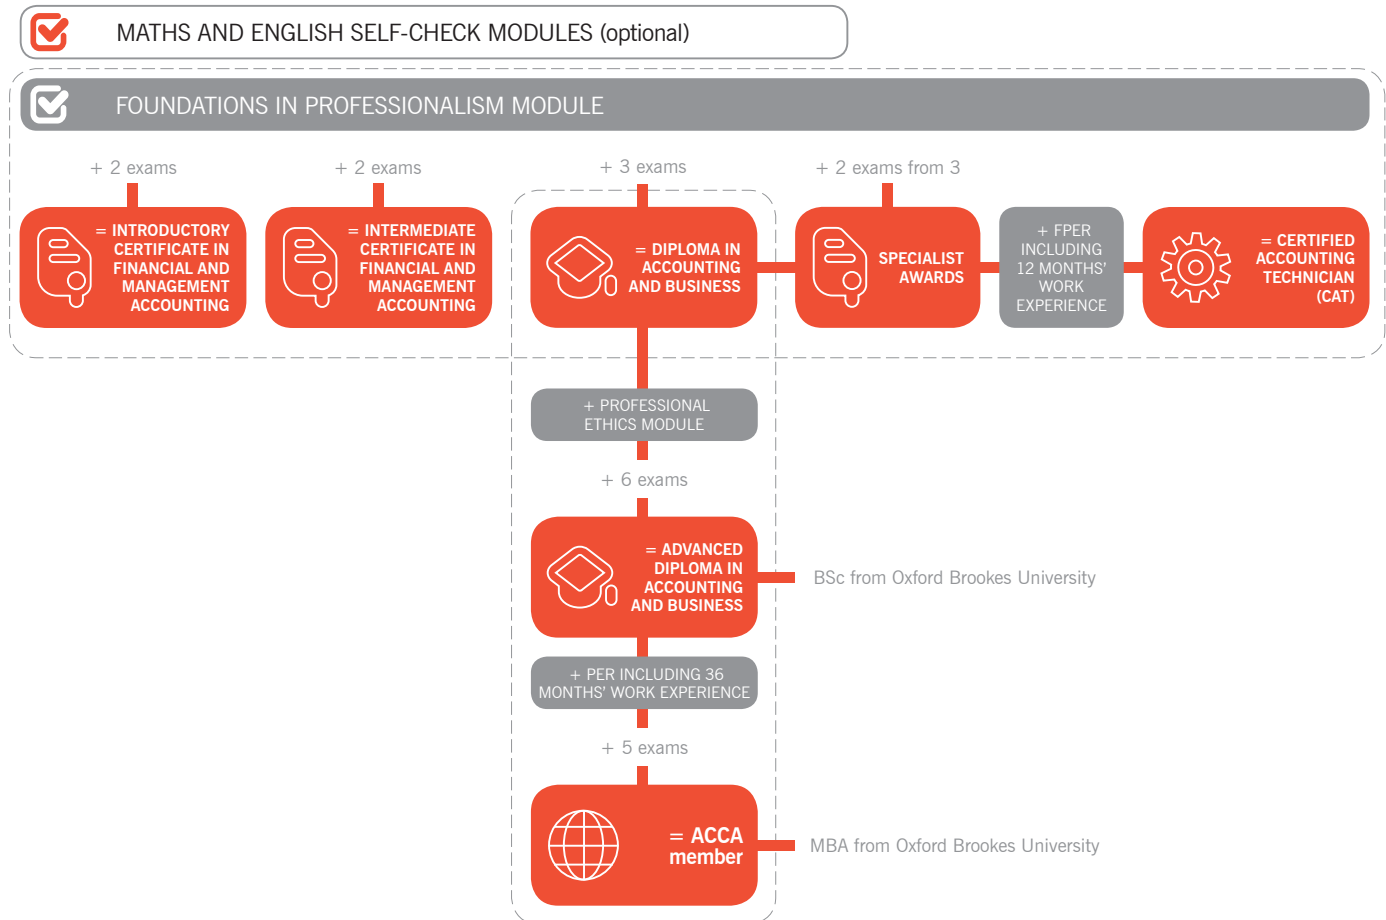 MATHS AND ENGLISH SELF-CHECK MODULES (optional)
FOUNDATIONS IN PROFESSIONALISM MODULE
+ 2 exams
= INTRODUCTORY
CERTIFICATE IN
FINANCIAL AND
MANAGEMENT
ACCOUNTING
+ 2 exams
= INTERMEDIATE
CERTIFICATE IN
FINANCIAL AND
MANAGEMENT
ACCOUNTING
+ 3 exams
= DIPLOMA IN
ACCOUNTING
AND BUSINESS
+ 2 exams from 3
SPECIALIST
AWARDS
+ FPER
INCLUDING
12 MONTHS'
WORK
EXPERIENCE
= CERTIFIED
ACCOUNTING
TECHNICIAN
(CAT)
+ PROFESSIONAL
ETHICS MODULE
+ 6 exams
= ADVANCED
DIPLOMA IN
ACCOUNTING
AND BUSINESS
BSc from Oxford Brookes University
+ PER INCLUDING 36
MONTHS' WORK EXPERIENCE
+ 5 exams
= ACCA
member
MBA from Oxford Brookes University